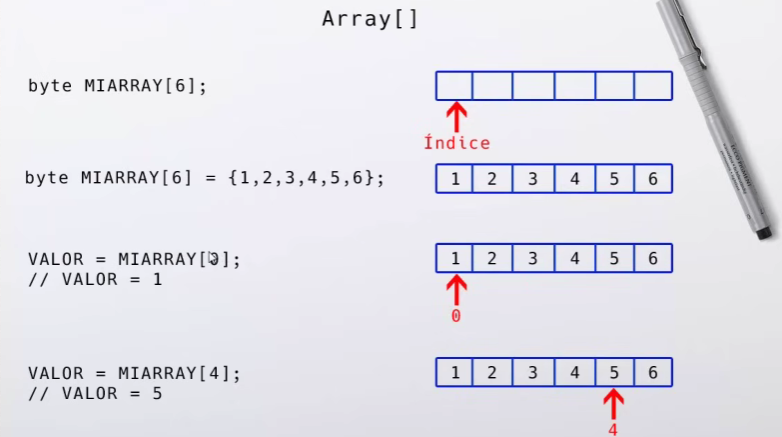 Array[]
byte MIARRAY[6];
Índice
byte MIARRAY[6] = {1,2,3,4,5,6};
1 2 3 4 5 6
VALOR = MIARRAY[0];
// VALOR = 1
1 2 3 4 5 6
0
VALOR = MIARRAY[4];
// VALOR = 5
1 2 3 4 5 6
4